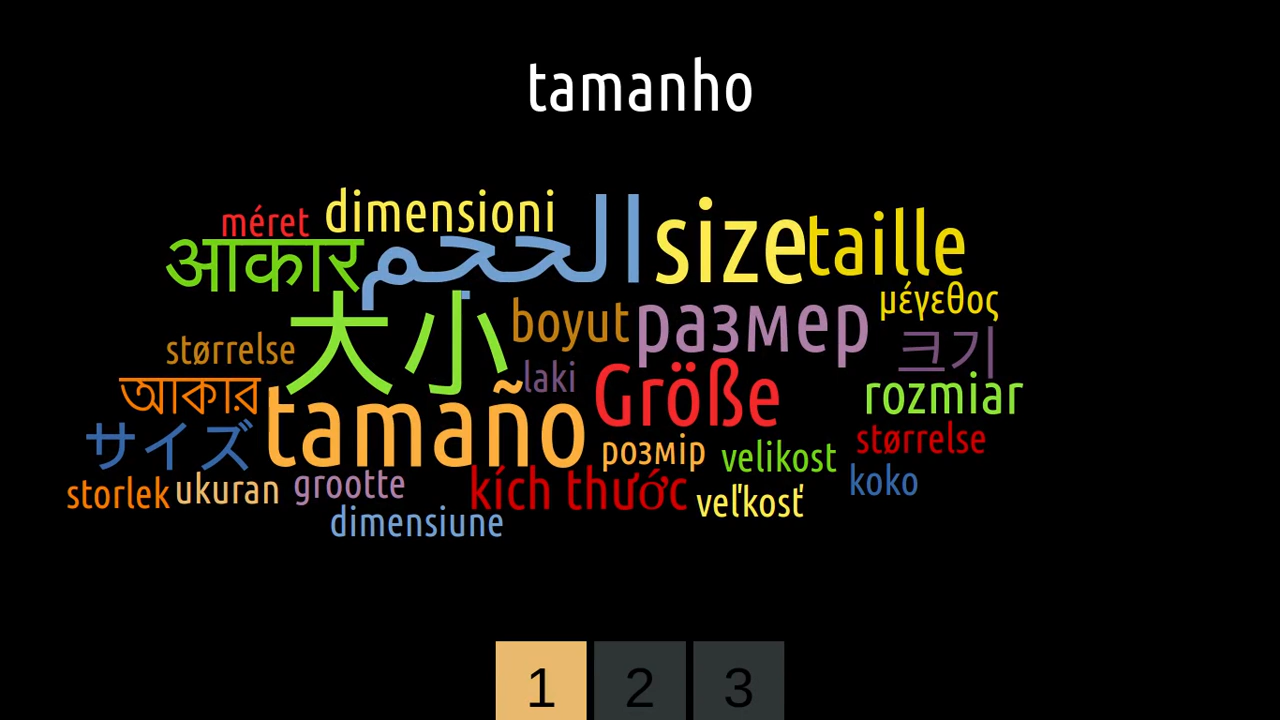 tamanho
méret dimensioni
आकार الحجم size taille
μέγεθος
størrelse 大小 boyut размер 크기
আকার laki
tamaño Größe rozmiar
サイズ розмір velikost størrelse
storlek ukuran grootte kích thước veľkosť koko
dimensiune
1 2 3